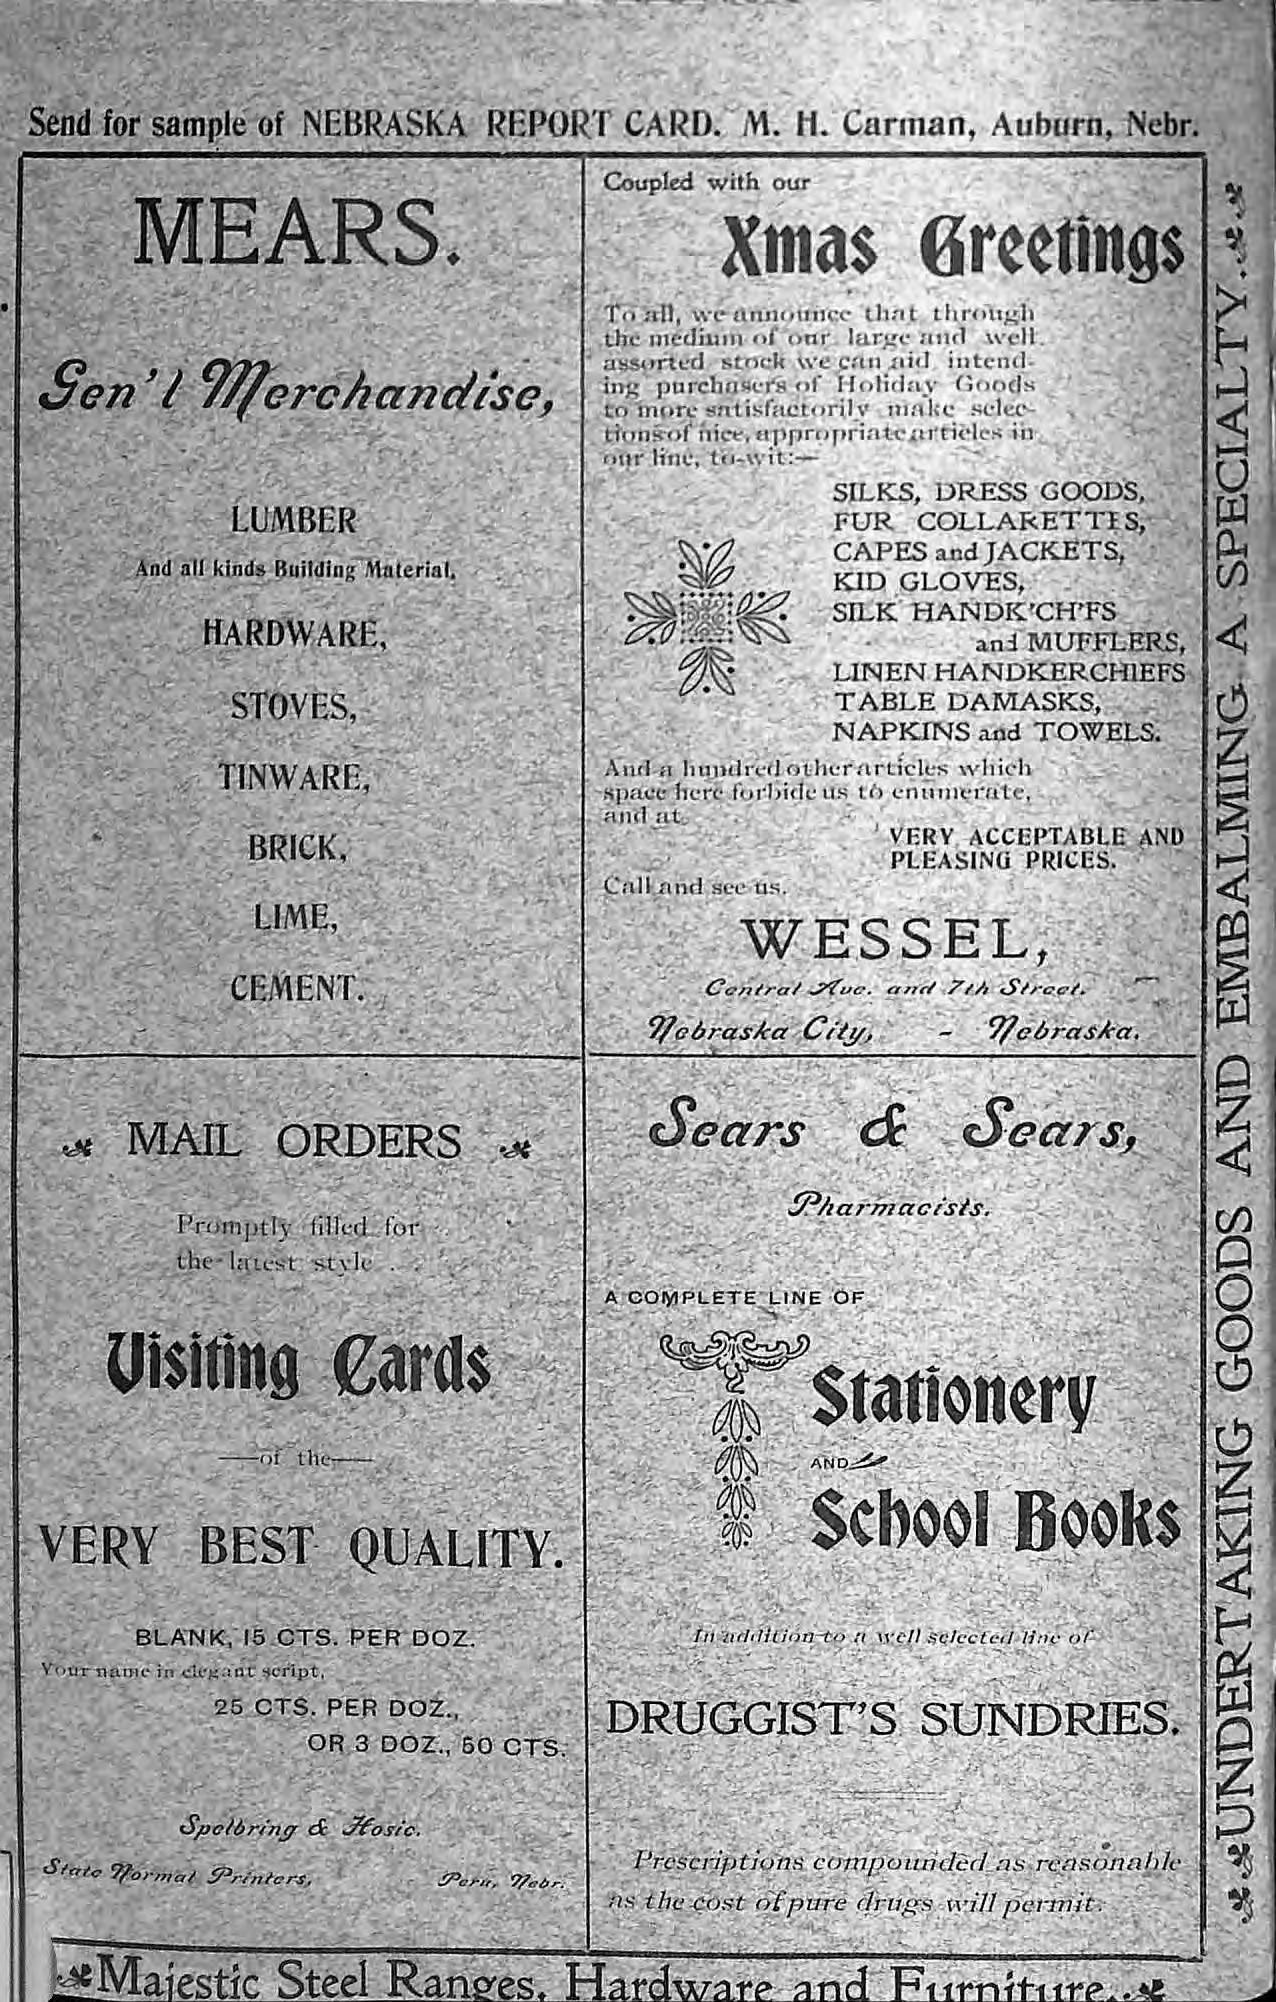 Send for sample of NEBRASKA REPORT CARD. M. H. Carman, Auburn, Nebr.
MEARS.
Gen'l Merchandise,
LUMBER
And all kinds Building Material,
HARDWARE,
STOVES,
TINWARE,
BRICK,
LIME,
CEMENT.
Coupled with our
Xmas Greetings
To all, we announce that through
the medium of our large and well
assorted stock we can aid intend-
ing purchasers of Holiday Goods
to more satisfactorily make selec-
tions of nice, appropriate articles in
our line, to-wit:—
SILKS, DRESS GOODS,
FUR COLLARETTES,
CAPES and JACKETS,
KID GLOVES,
SILK HANDK'CH'FS
and MUFFLERS,
LINEN HANDKERCHIEFS
TABLE DAMASKS,
NAPKINS and TOWELS.
And a hundred other articles which
space here forbide us to enumerate,
and at
VERY ACCEPTABLE AND
PLEASING PRICES.
Call and see us.
WESSEL,
Central Ave. and 7th Street.
Nebraska City, - Nebraska.
MAIL ORDERS
Promptly filled for
the latest style . .
Visiting Cards
—of the—
VERY BEST QUALITY.
BLANK, 15 CTS. PER DOZ.
Your name in elegant script,
25 CTS. PER DOZ.,
OR 3 DOZ., 50 CTS.
Spelbring & Hosic.
State Normal Printers, Peru, Nebr.
Sears & Sears,
Pharmacists.
A COMPLETE LINE OF
Stationery
AND
School Books
In addition to a well selected line of
DRUGGIST'S SUNDRIES.
Prescriptions compounded as reasonable
as the cost of pure drugs will permit.
UNDERTAKING GOODS AND EMBALMING A SPECIALTY.
Majestic Steel Ranges, Hardware and Furniture..